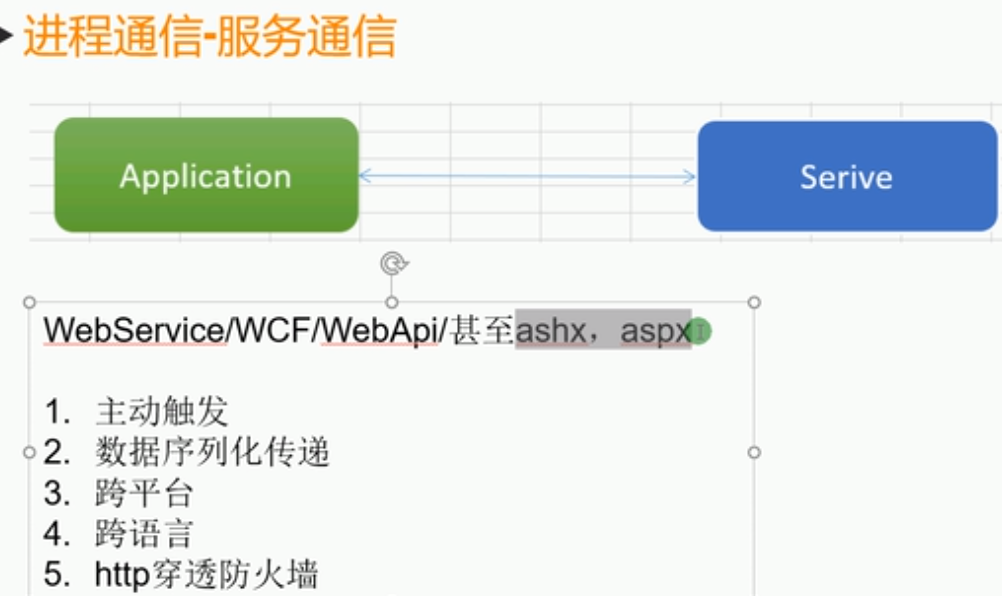 进程通信-服务通信
Application
Serive
WebService/WCF/WebApi/甚至ashx，aspx
1. 主动触发
2. 数据序列化传递
3. 跨平台
4. 跨语言
5. http穿透防火墙